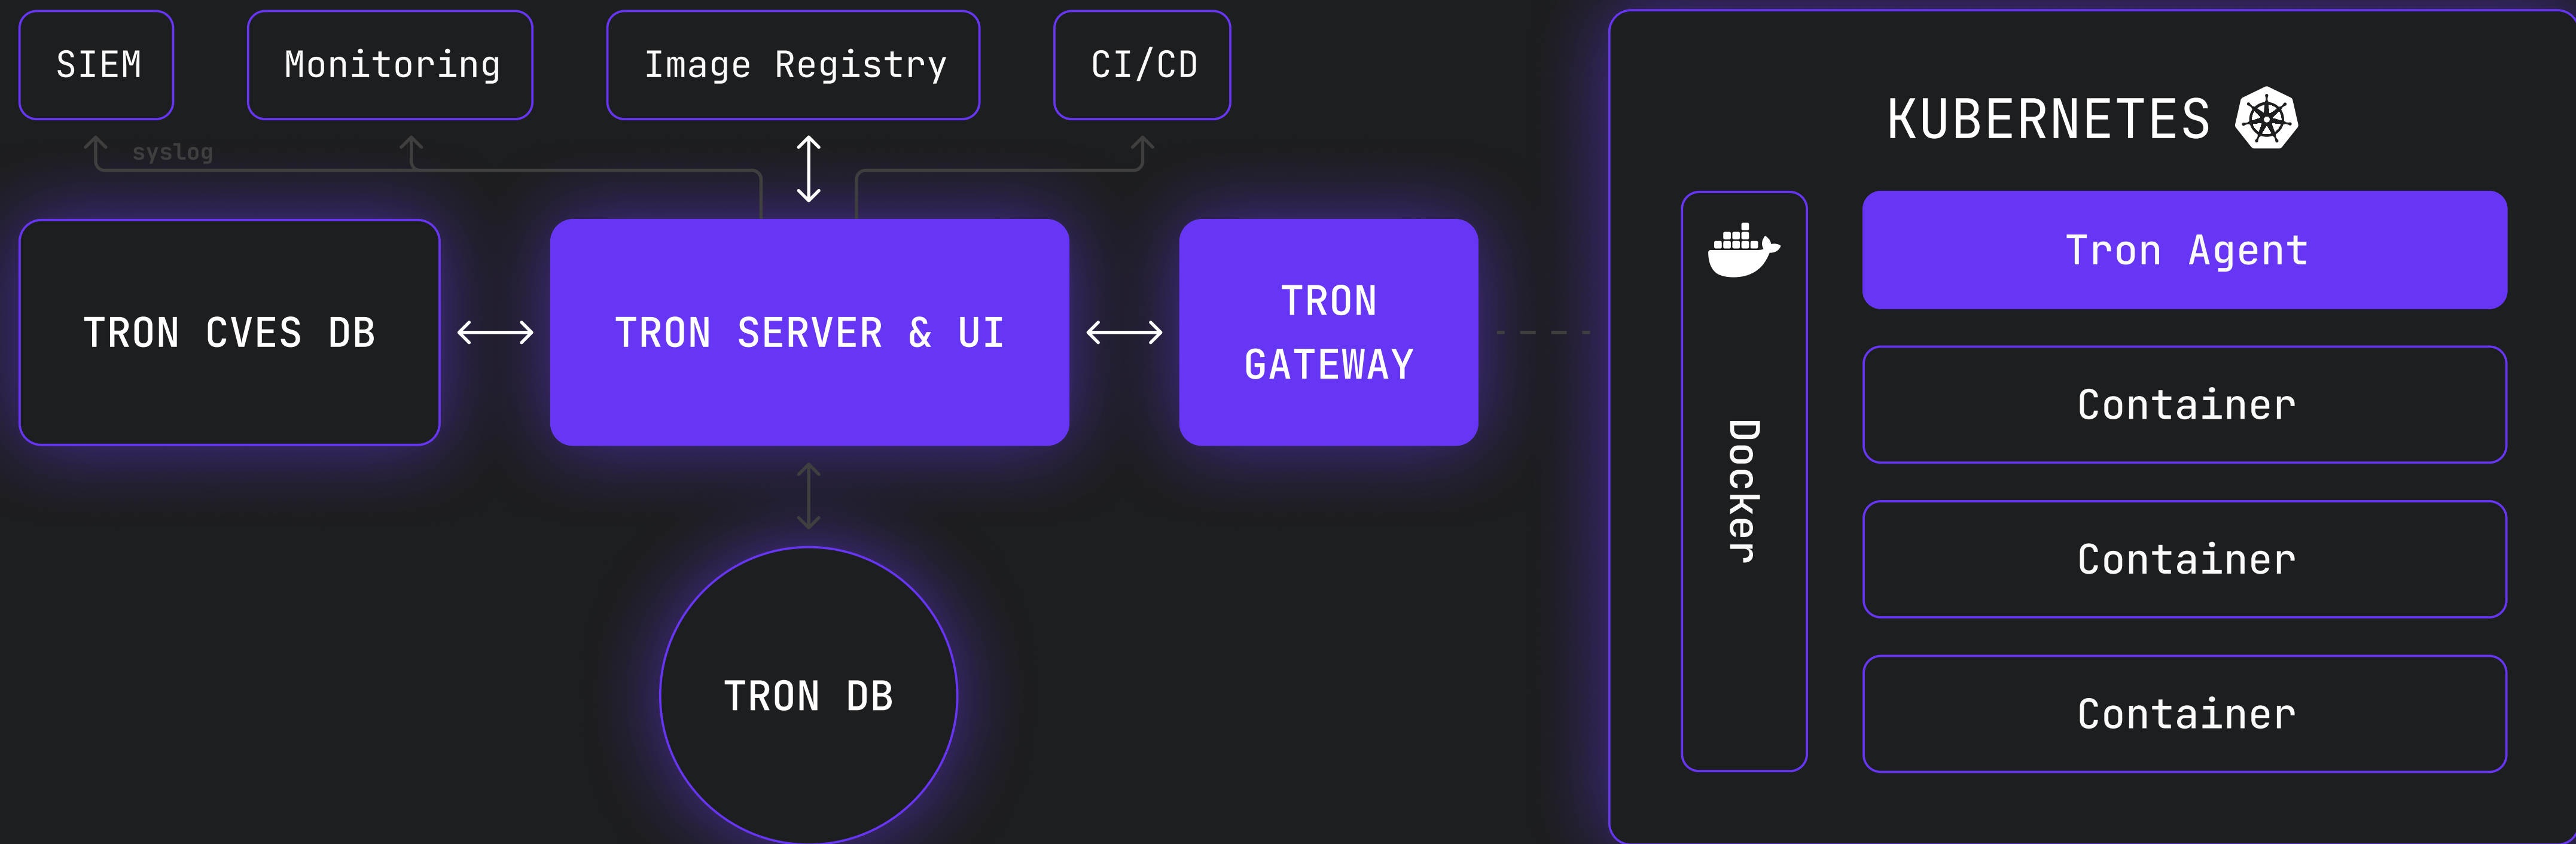 SIEM
Monitoring
Image Registry
CI/CD
syslog
TRON CVES DB
TRON SERVER & UI
TRON
GATEWAY
TRON DB
KUBERNETES
Docker
Tron Agent
Container
Container
Container